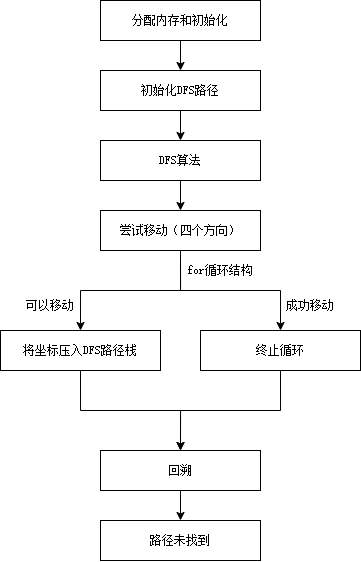 分配内存和初始化
初始化DFS路径
DFS算法
尝试移动（四个方向）
for循环结构
可以移动
成功移动
将坐标压入DFS路径栈
终止循环
回溯
路径未找到